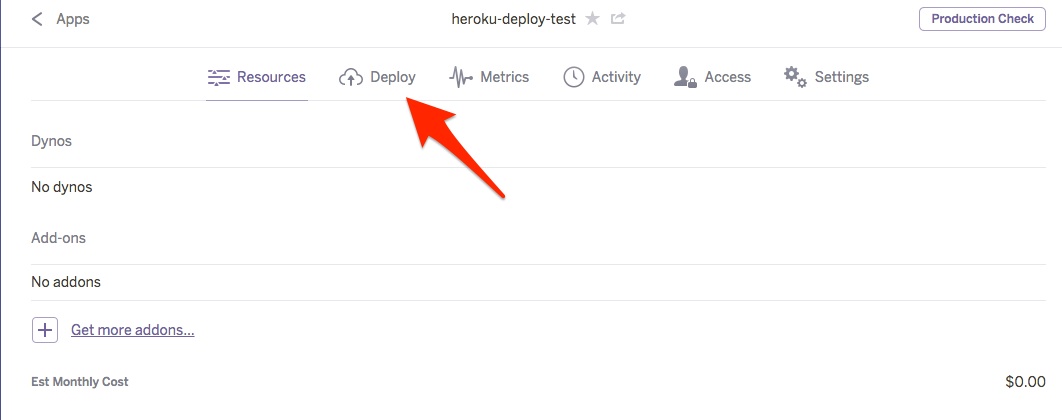 Apps heroku-deploy-test Production Check
Resources Deploy Metrics Activity Access Settings
Dynos
No dynos
Add-ons
No addons
Get more addons...
Est Monthly Cost $0.00